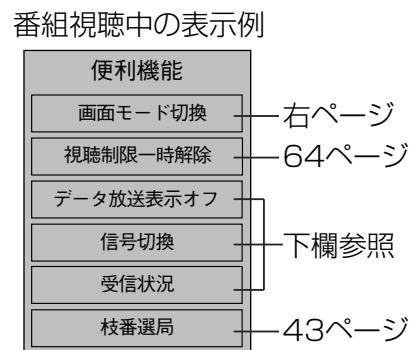 番組視聴中の表示例
便利機能
画面モード切換 右ページ
視聴制限一時解除 64ページ
データ放送表示オフ
信号切換 下欄参照
受信状況
枝番選局 43ページ